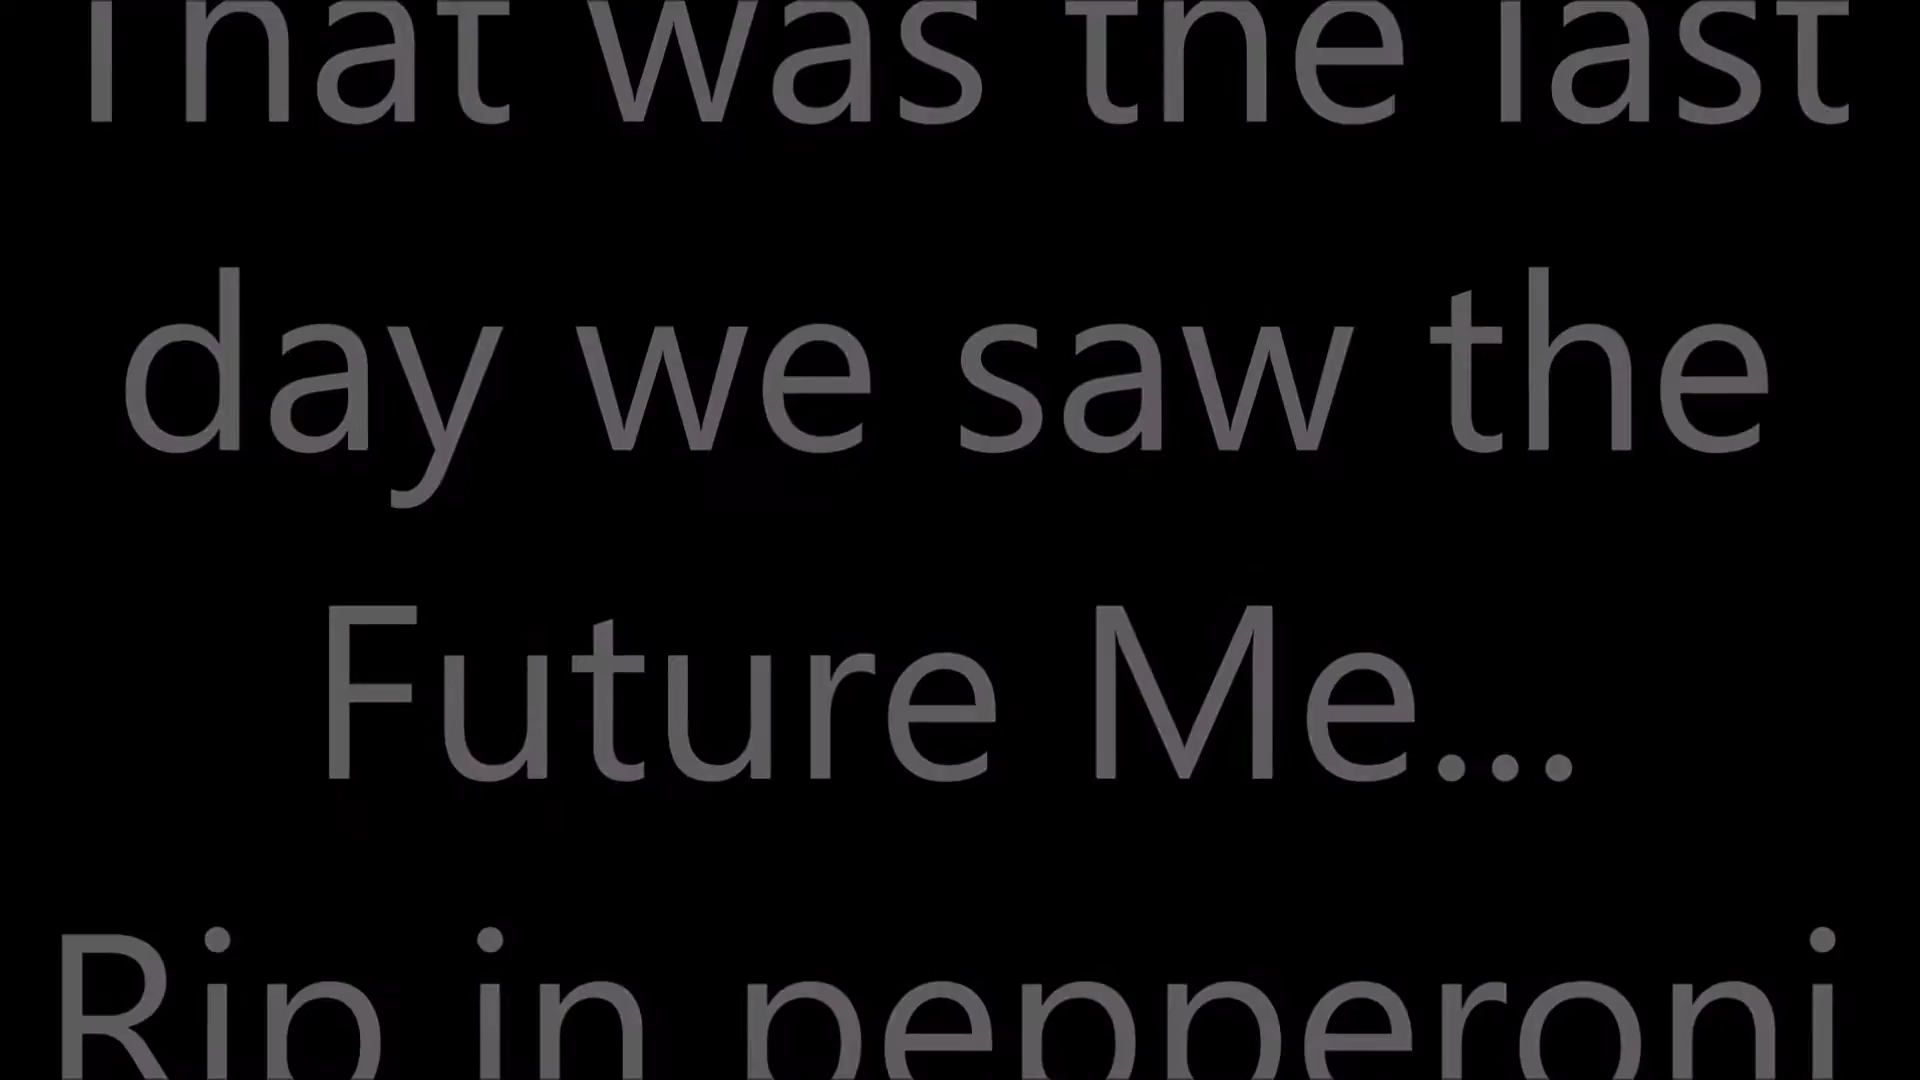 That was the last
day we saw the
Future Me...
Rip in pepperoni